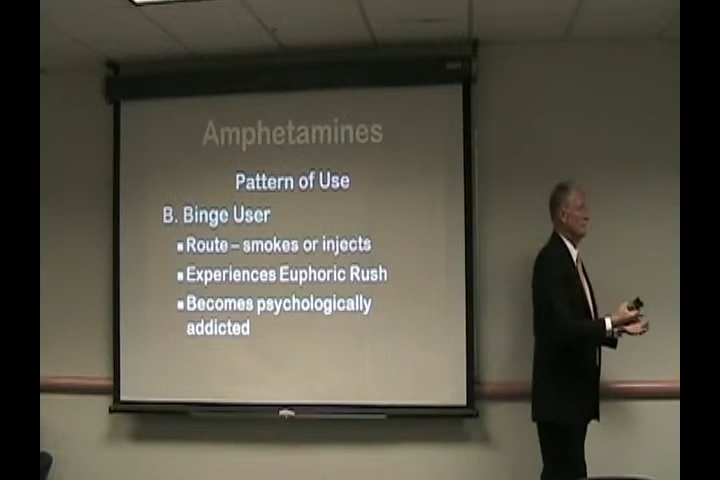 Amphetamines
Pattern of Use
B. Binge User
▪Route – smokes or injects
▪Experiences Euphoric Rush
▪Becomes psychologically
addicted